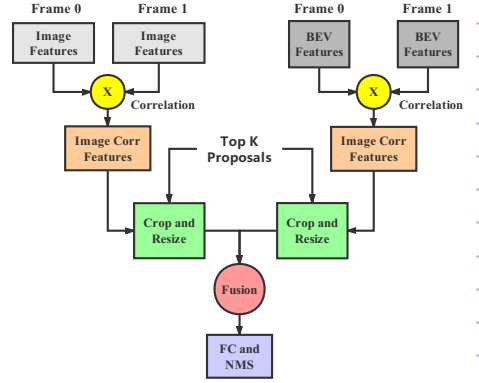 Frame 0 Frame 1 Frame 0 Frame 1
Image Features
Image Features
BEV Features
BEV Features
X
X
Correlation
Correlation
Image Corr
Features
Image Corr
Features
Top K
Proposals
Crop and
Resize
Crop and
Resize
Fusion
FC and
NMS